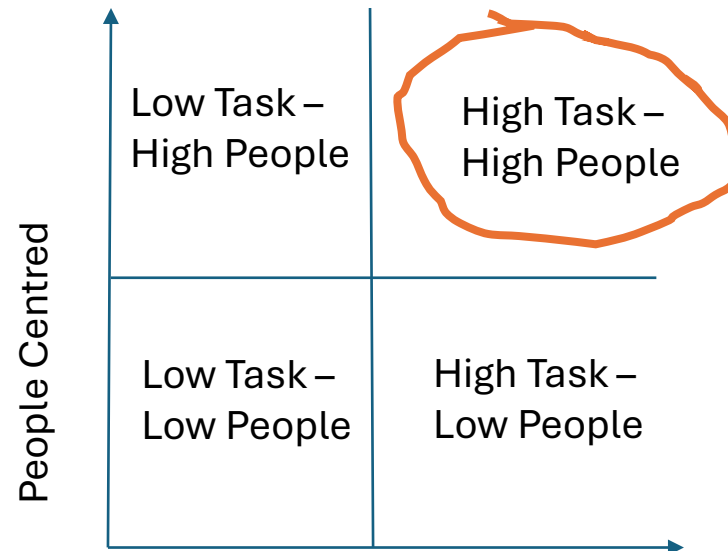 Low Task –
High People
High Task –
High People
People Centred
Low Task –
Low People
High Task –
Low People